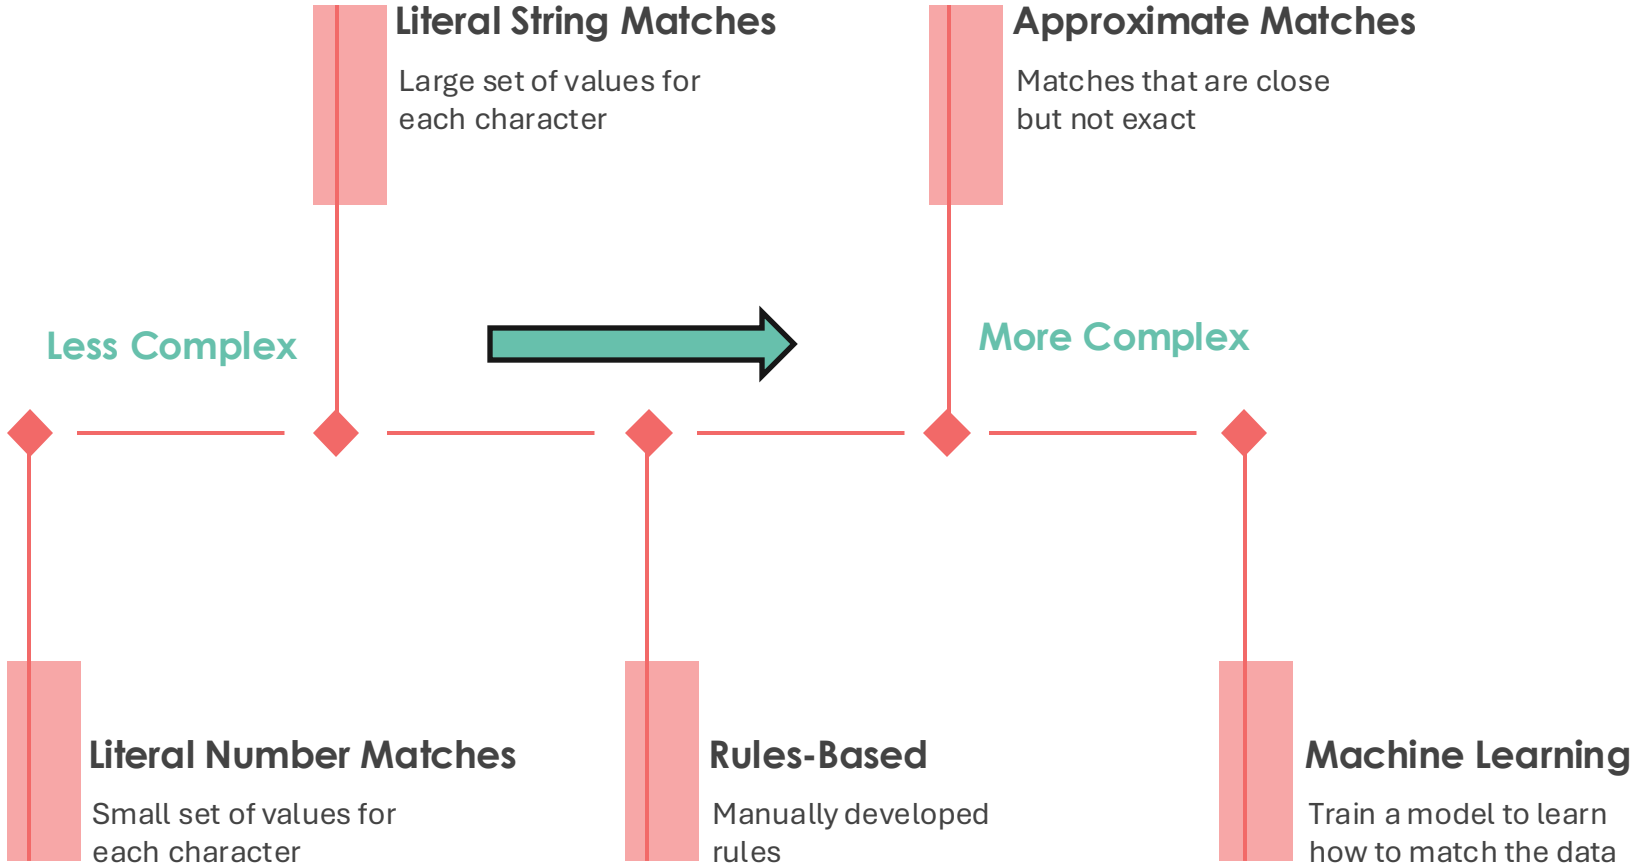 Literal String Matches
Large set of values for
each character
Approximate Matches
Matches that are close
but not exact
Less Complex
More Complex
Literal Number Matches
Small set of values for
each character
Rules-Based
Manually developed
rules
Machine Learning
Train a model to learn
how to match the data